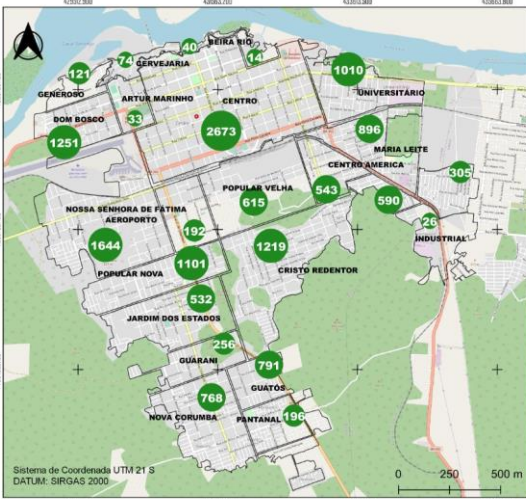 40
BEIRA RIO
74
14
CERVEJARIA
121
1010
GENEROSO
ARTUR MARINHO
CENTRO
UNIVERSITÁRIO
DOM BOSCO
33
1251
2673
896
MARIA LEITE
CENTRO AMERICA
305
POPULAR VELHA
543
590
NOSSA SENHORA DE FÁTIMA
615
AEROPORTO
26
192
INDUSTRIAL
1644
1219
1101
CRISTO REDENTOR
POPULAR NOVA
532
JARDIM DOS ESTADOS
256
GUARANI
791
GUATÓS
768
NOVA CORUMBA
PANTANAL
196
Sistema de Coordenada UTM 21 S
DATUM: SIRGAS 2000
0 250 500 m